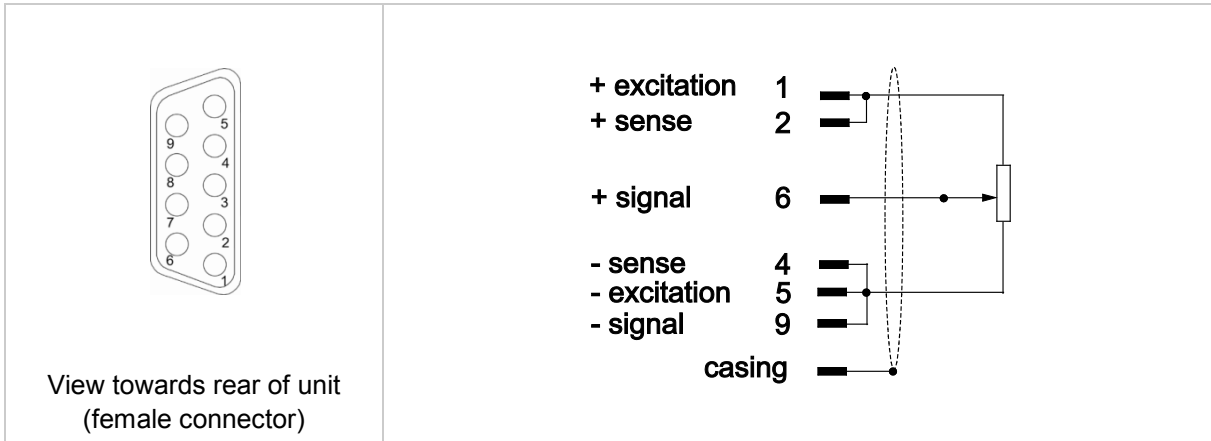 5
9
4
8
3
7
2
6
1
View towards rear of unit
(female connector)
+ excitation 1
+ sense 2
+ signal 6
- sense 4
- excitation 5
- signal 9
casing